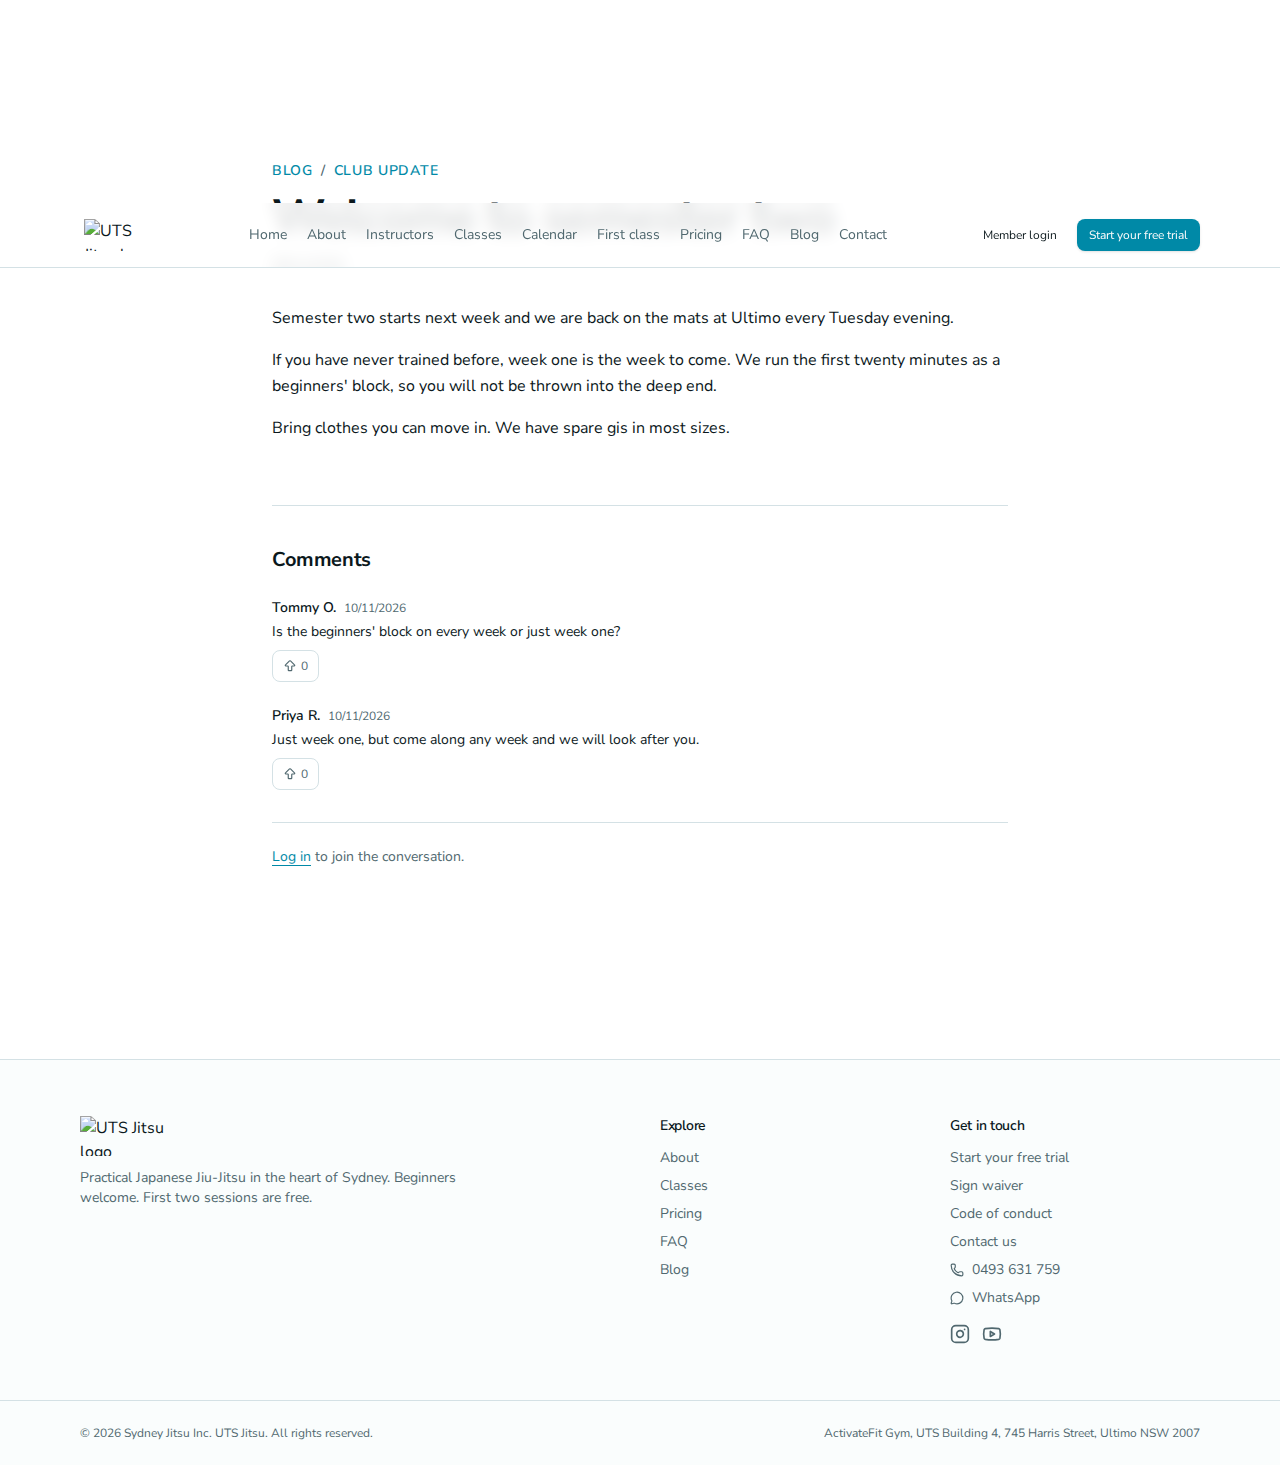 BLOG / CLUB UPDATE
UTS
Home About Instructors Classes Calendar First class Pricing FAQ Blog Contact
Member login
Start your free trial
Semester two starts next week and we are back on the mats at Ultimo every Tuesday evening.
If you have never trained before, week one is the week to come. We run the first twenty minutes as a
beginners' block, so you will not be thrown into the deep end.
Bring clothes you can move in. We have spare gis in most sizes.
Comments
Tommy O. 10/11/2026
Is the beginners' block on every week or just week one?
0
Priya R. 10/11/2026
Just week one, but come along any week and we will look after you.
0
Log in to join the conversation.
UTS Jitsu
logo
Practical Japanese Jiu-Jitsu in the heart of Sydney. Beginners
welcome. First two sessions are free.
Explore
About
Classes
Pricing
FAQ
Blog
Get in touch
Start your free trial
Sign waiver
Code of conduct
Contact us
0493 631 759
WhatsApp
© 2026 Sydney Jitsu Inc. UTS Jitsu. All rights reserved.
ActivateFit Gym, UTS Building 4, 745 Harris Street, Ultimo NSW 2007